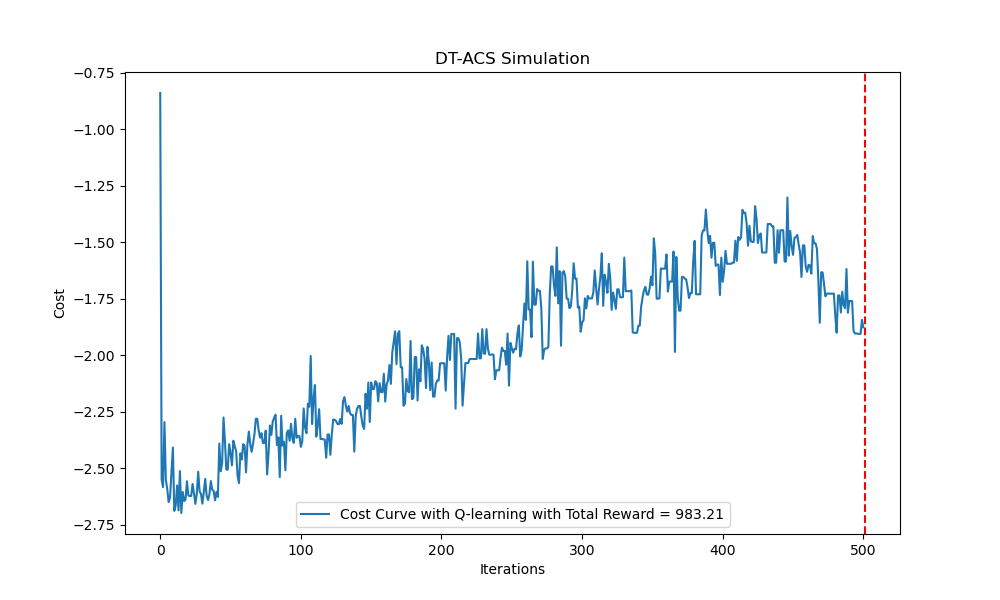 DT-ACS Simulation
−0.75
−1.00
−1.25
−1.50
−1.75
−2.00
−2.25
−2.50
−2.75
Cost
Cost Curve with Q-learning with Total Reward = 983.21
0 100 200 300 400 500
Iterations